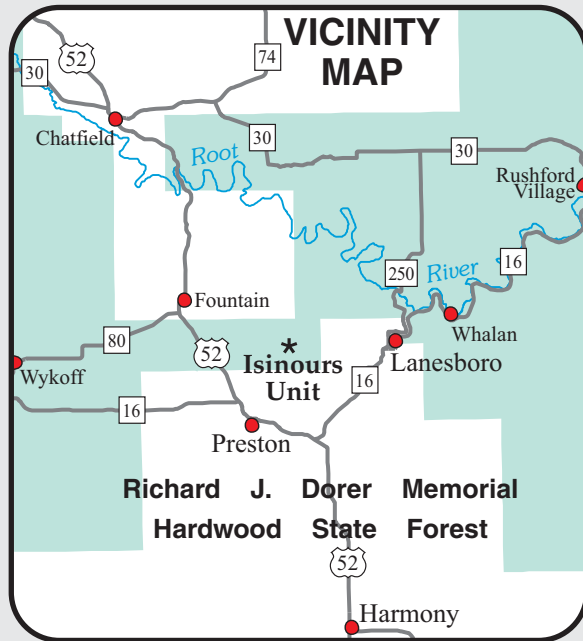 VICINITY
MAP
52
30
74
Chatfield
30
30
Root
Rushford
Village
River
16
250
Fountain
Whalan
80
52
Isinours
Unit
Lanesboro
Wykoff
16
16
Preston
Richard J. Dorer Memorial
Hardwood State Forest
52
Harmony